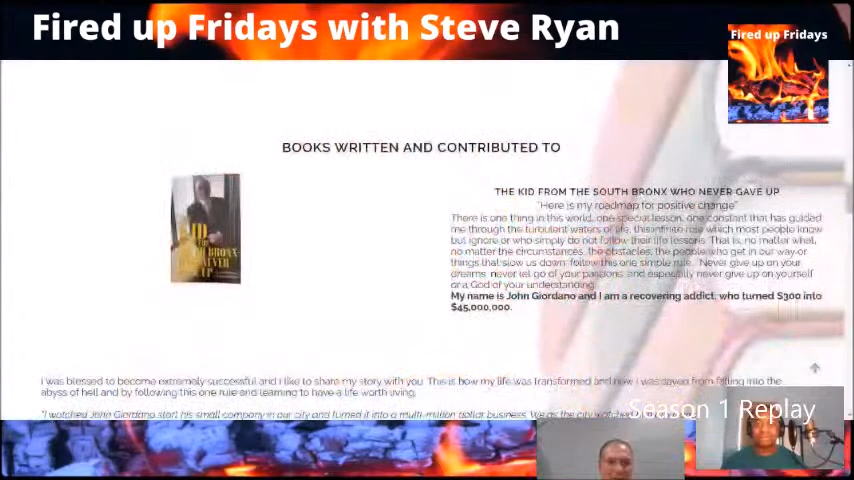 Fired up Fridays with Steve Ryan
Fired up Fridays
BOOKS WRITTEN AND CONTRIBUTED TO
THE KID FROM THE SOUTH BRONX WHO NEVER GAVE UP
"Here is my roadmap for positive change"
There is one thing in this world, one special lesson, one constant that has guided
me through the turbulent waters of life, this infinite rule which most people know
but ignore or who simply do not follow their life lessons. That is, no matter what,
no matter the circumstances, the obstacles, the people who get in our way or
things that slow us down, follow this one simple rule. "Never give up on your
dreams, never let go of your passions, and especially never give up on yourself
or a God of your understanding.
My name is John Giordano and I am a recovering addict, who turned $300 into
$45,000,000.
I was blessed to become extremely successful and I like to share my story with you. This is how my life was transformed and how I was saved from falling into the
abyss of hell and by following this one rule and learning to have a life worth living.
"I watched John Giordano start his small company in our city and turned it into a multi-million dollar business. We as the city
Season 1 Replay